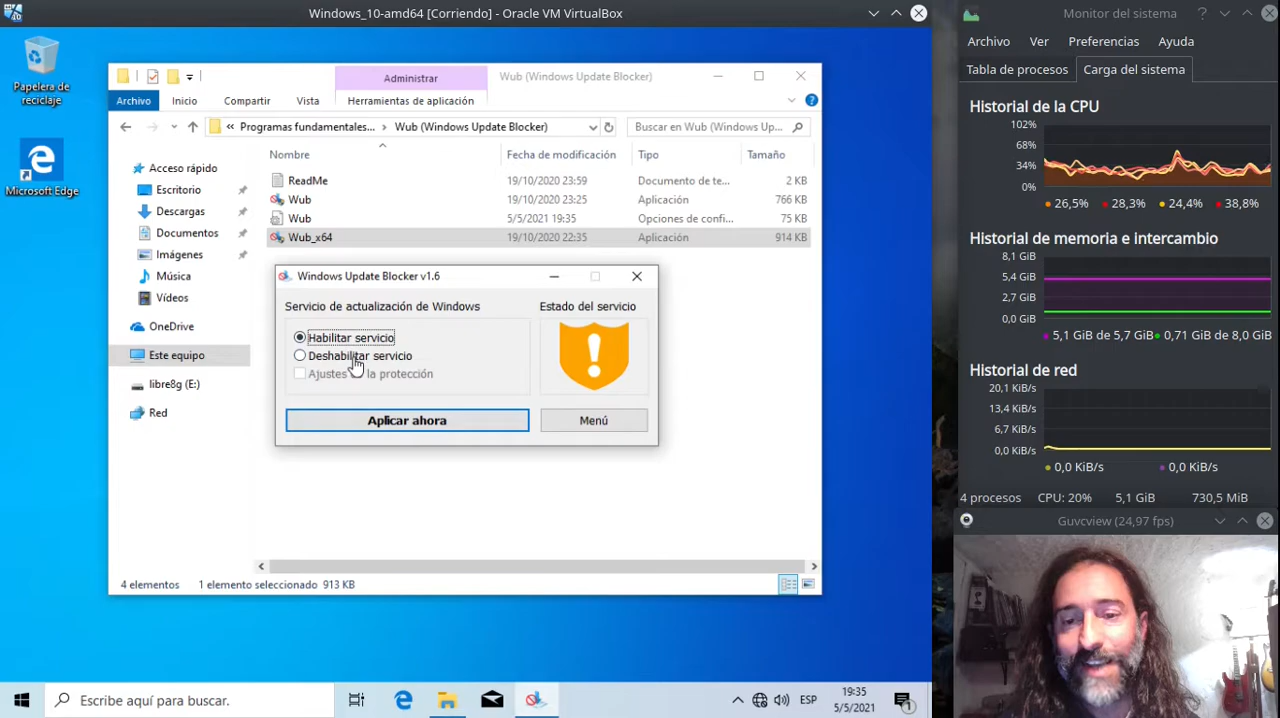 Windows_10-amd64 [Corriendo] - Oracle VM VirtualBox
Papelera de
reciclaje
Microsoft Edge
Administrar
Wub (Windows Update Blocker)
Archivo
Inicio
Compartir
Vista
Herramientas de aplicación
« Programas fundamentales... › Wub (Windows Update Blocker)
Buscar en Wub (Windows Up...
Nombre
Fecha de modificación
Tipo
Tamaño
ReadMe 19/10/2020 23:59 Documento de te... 2 KB
Wub 19/10/2020 23:25 Aplicación 766 KB
Wub 5/5/2021 19:35 Opciones de confi... 75 KB
Wub_x64 19/10/2020 22:35 Aplicación 914 KB
Acceso rápido
Escritorio
Descargas
Documentos
Imágenes
Música
Vídeos
OneDrive
Este equipo
libre8g (E:)
Red
Windows Update Blocker v1.6
Servicio de actualización de Windows
Estado del servicio
Habilitar servicio
Deshabilitar servicio
Ajustes la protección
Aplicar ahora
Menú
4 elementos
1 elemento seleccionado 913 KB
Escribe aquí para buscar.
ESP
19:35
5/5/2021
1
Monitor del sistema
Archivo Ver Preferencias Ayuda
Tabla de procesos
Carga del sistema
Historial de la CPU
102%
68%
34%
0%
26,5% 28,3% 24,4% 38,8%
Historial de memoria e intercambio
8,1 GiB
5,4 GiB
2,7 GiB
0,0 GiB
5,1 GiB de 5,7 GiB 0,71 GiB de 8,0 GiB
Historial de red
20,1 KiB/s
13,4 KiB/s
6,7 KiB/s
0,0 KiB/s
0,0 KiB/s 0,0 KiB/s
4 procesos CPU: 20% 5,1 GiB 730,5 MiB
Guvcview (24,97 fps)